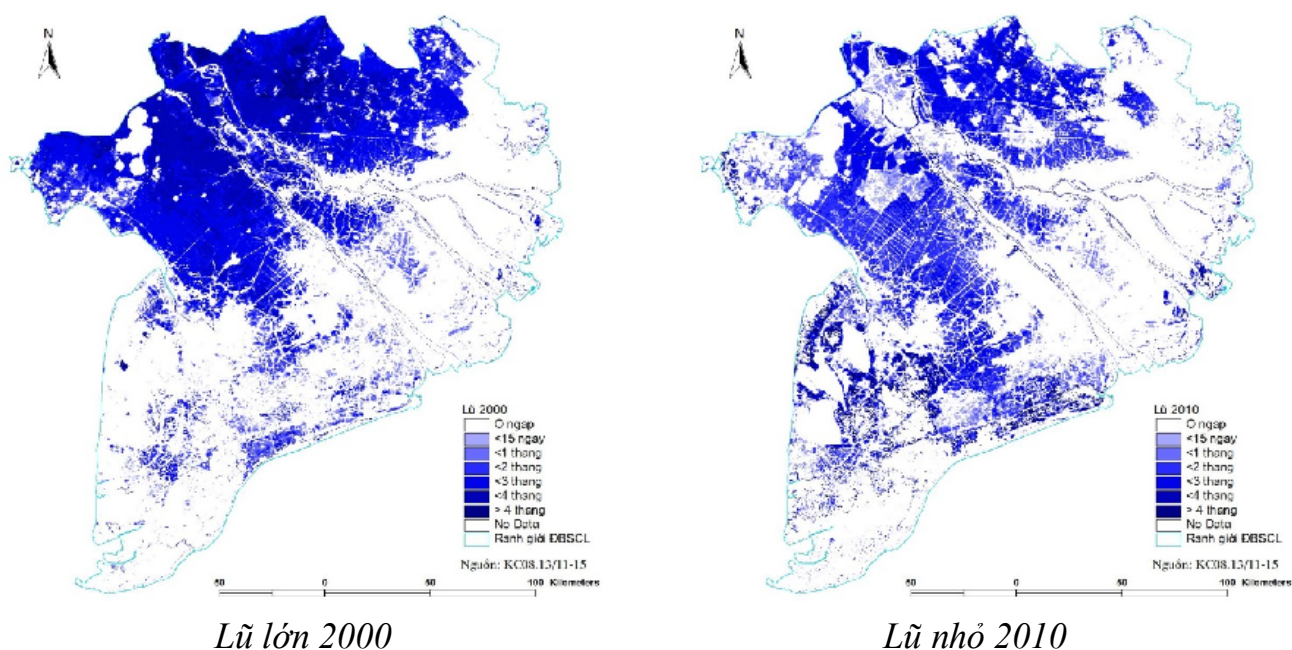 N
Lũ 2000
O ngap
<15 ngay
<1 thang
<2 thang
<3 thang
<4 thang
> 4 thang
No Data
Ranh giới ĐBSCL
Nguồn: KC08.13/11-15
50 0 50 100 Kilometers
Lũ lớn 2000
N
Lũ 2010
O ngap
<15 ngay
<1 thang
<2 thang
<3 thang
<4 thang
> 4 thang
No Data
Ranh giới ĐBSCL
Nguồn: KC08.13/11-15
50 0 50 100 Kilometers
Lũ nhỏ 2010